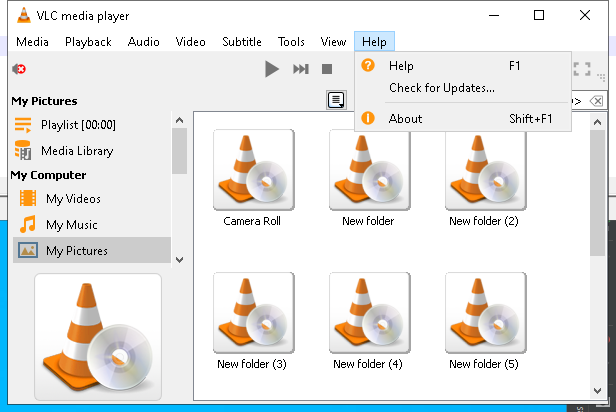 VLC media player
Media Playback Audio Video Subtitle Tools View Help
Help F1
Check for Updates...
About Shift+F1
My Pictures
Playlist [00:00]
Media Library
My Computer
My Videos
My Music
My Pictures
Camera Roll New folder New folder (2)
New folder (3) New folder (4) New folder (5)